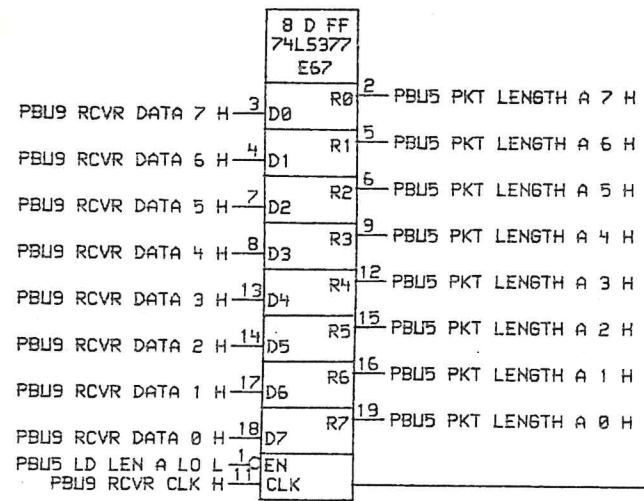 8 D FF
74LS377
E67
2
R0 PBU5 PKT LENGTH A 7 H
PBU9 RCVR DATA 7 H 3 D0
5
R1 PBU5 PKT LENGTH A 6 H
PBU9 RCVR DATA 6 H 4 D1
6
R2 PBU5 PKT LENGTH A 5 H
PBU9 RCVR DATA 5 H 7 D2
9
R3 PBU5 PKT LENGTH A 4 H
PBU9 RCVR DATA 4 H 8 D3
12
R4 PBU5 PKT LENGTH A 3 H
PBU9 RCVR DATA 3 H 13 D4
15
R5 PBU5 PKT LENGTH A 2 H
PBU9 RCVR DATA 2 H 14 D5
16
R6 PBU5 PKT LENGTH A 1 H
PBU9 RCVR DATA 1 H 17 D6
19
R7 PBU5 PKT LENGTH A 0 H
PBU9 RCVR DATA 0 H 18 D7
PBU5 LD LEN A LO L 1 EN
PBU9 RCVR CLK H 11 CLK